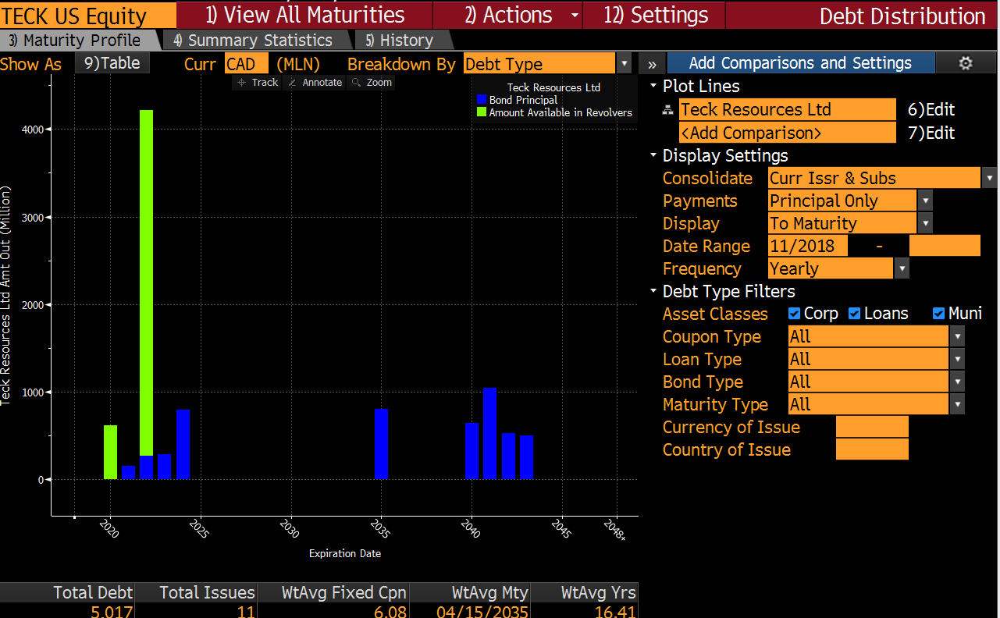 TECK US Equity 1) View All Maturities 2) Actions 12) Settings Debt Distribution
3) Maturity Profile 4) Summary Statistics 5) History
Show As 9)Table Curr CAD (MLN) Breakdown By Debt Type » Add Comparisons and Settings
Track Annotate Zoom
Teck Resources Ltd
Bond Principal
Amount Available in Revolvers
Teck Resources Ltd Amt Out (Million)
4000
3000
2000
1000
0
2020 2025 2030 2035 2040 2045 2048+
Expiration Date
Plot Lines
Teck Resources Ltd 6)Edit
<Add Comparison> 7)Edit
Display Settings
Consolidate Curr Issr & Subs
Payments Principal Only
Display To Maturity
Date Range 11/2018 -
Frequency Yearly
Debt Type Filters
Asset Classes Corp Loans Muni
Coupon Type All
Loan Type All
Bond Type All
Maturity Type All
Currency of Issue
Country of Issue
Total Debt Total Issues WtAvg Fixed Cpn WtAvg Mty WtAvg Yrs
5,017 11 6.08 04/15/2035 16.41